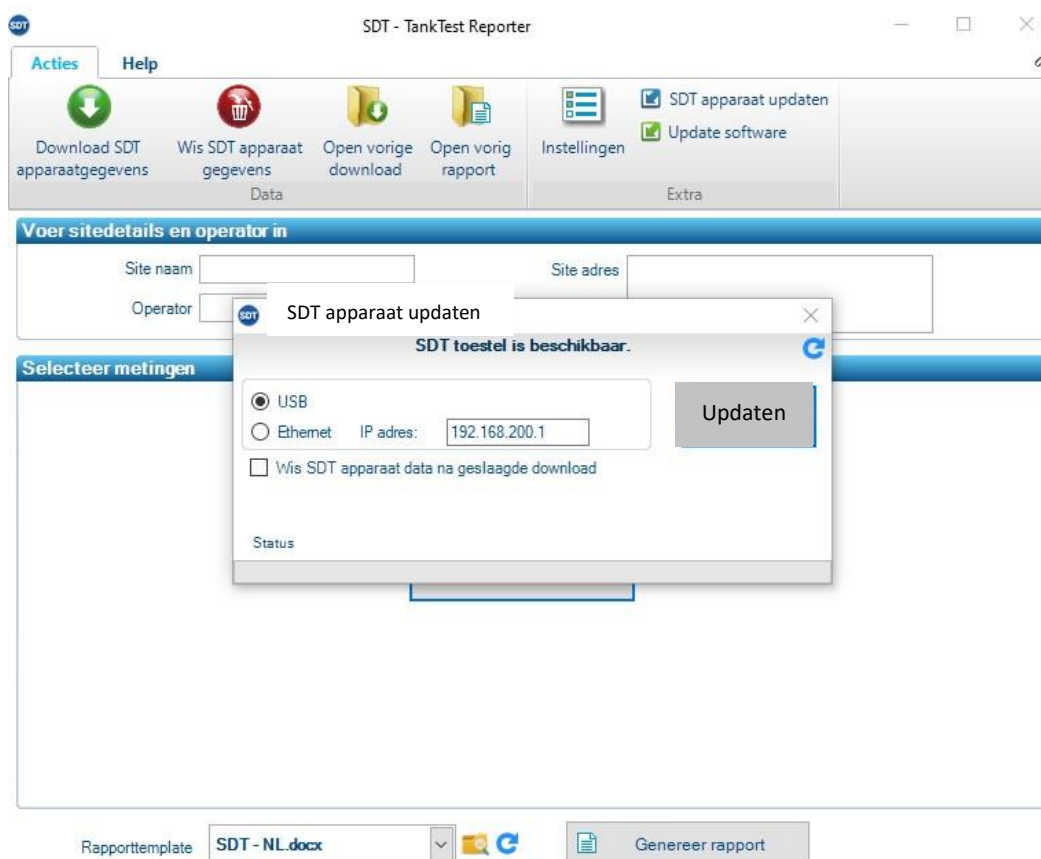 SDT
SDT - TankTest Reporter
Acties Help
Download SDT apparaatgegevens
Wis SDT apparaat gegevens
Open vorige download
Open vorig rapport
Instellingen
SDT apparaat updaten
Update software
Data Extra
Voer sitedetails en operator in
Site naam Site adres
Operator
SDT
SDT apparaat updaten
SDT toestel is beschikbaar.
Selecteer metingen
USB
Ethernet IP adres: 192.168.200.1
Updaten
Wis SDT apparaat data na geslaagde download
Status
Rapporttemplate SDT - NL.docx Genereer rapport